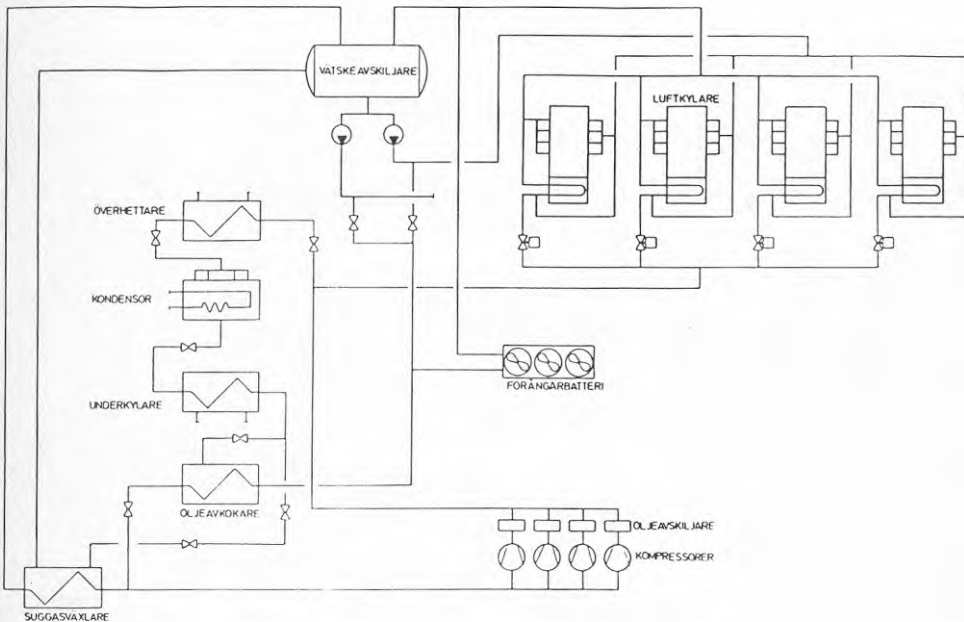 VÄTSKEAVSKILJARE
LUFTKYLARE
ÖVERHETTARE
KONDENSOR
FÖRÅNGARBATTERI
UNDERKYLARE
OLJEAVKOKARE
OLJEAVSKILJARE
KOMPRESSORER
SUGGASVÄXLARE